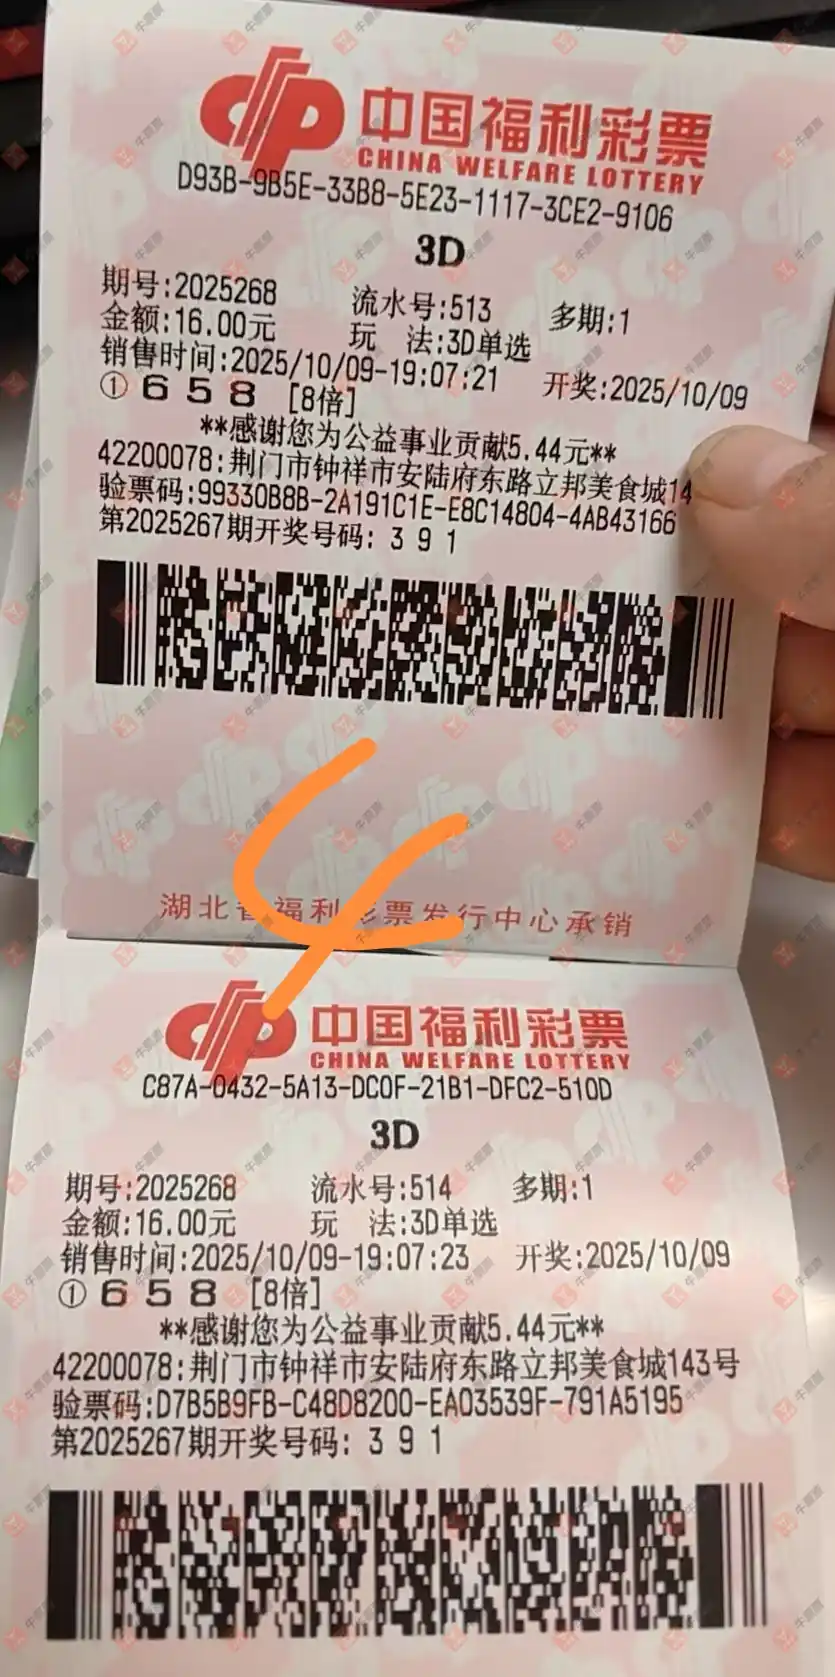 中国福利彩票
CHINA WELFARE LOTTERY
D93B-9B5E-33B8-5E23-1117-3CE2-9106
3D
期号:2025268 流水号:513 多期:1
金额:16.00元 玩 法:3D单选
销售时间:2025/10/09-19:07:21 开奖:2025/10/09
① 6 5 8 [8倍]
**感谢您为公益事业贡献5.44元**
42200078:荆门市钟祥市安陆府东路立邦美食城14
验票码:99330B8B-2A191C1E-E8C14804-4AB43166
第2025267期开奖号码: 3 9 1
湖北省福利彩票发行中心承销
中国福利彩票
CHINA WELFARE LOTTERY
C87A-0432-5A13-DC0F-21B1-DFC2-510D
3D
期号:2025268 流水号:514 多期:1
金额:16.00元 玩 法:3D单选
销售时间:2025/10/09-19:07:23 开奖:2025/10/09
① 6 5 8 [8倍]
**感谢您为公益事业贡献5.44元**
42200078:荆门市钟祥市安陆府东路立邦美食城143号
验票码:D7B5B9FB-C48D8200-EA03539F-791A5195
第2025267期开奖号码: 3 9 1